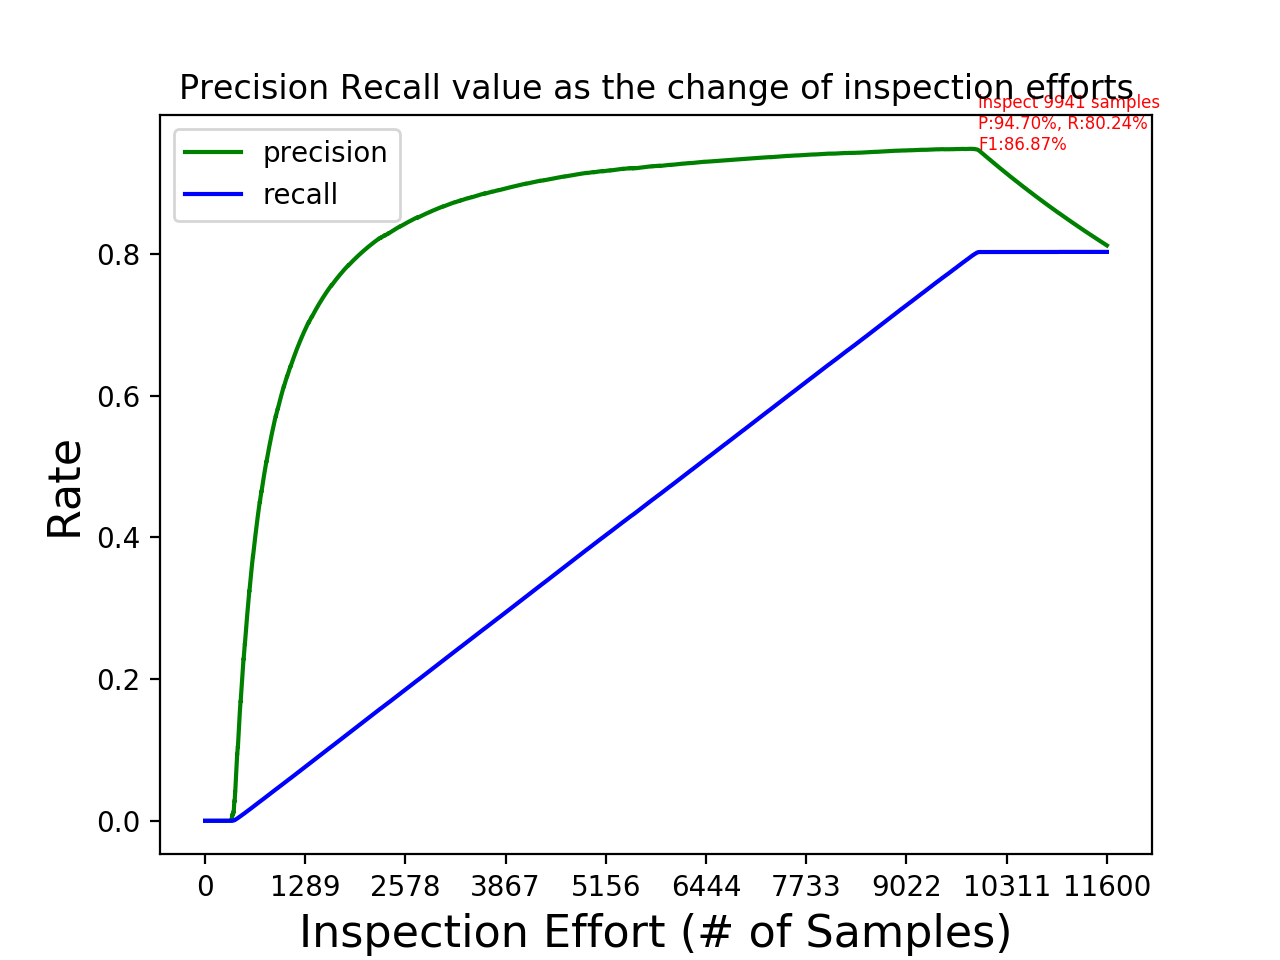 Precision Recall value as the change of inspection efforts
Inspect 9941 samples
P:94.70%, R:80.24%
F1:86.87%
precision
recall
0.8
0.6
0.4
0.2
0.0
Rate
0 1289 2578 3867 5156 6444 7733 9022 10311 11600
Inspection Effort (# of Samples)